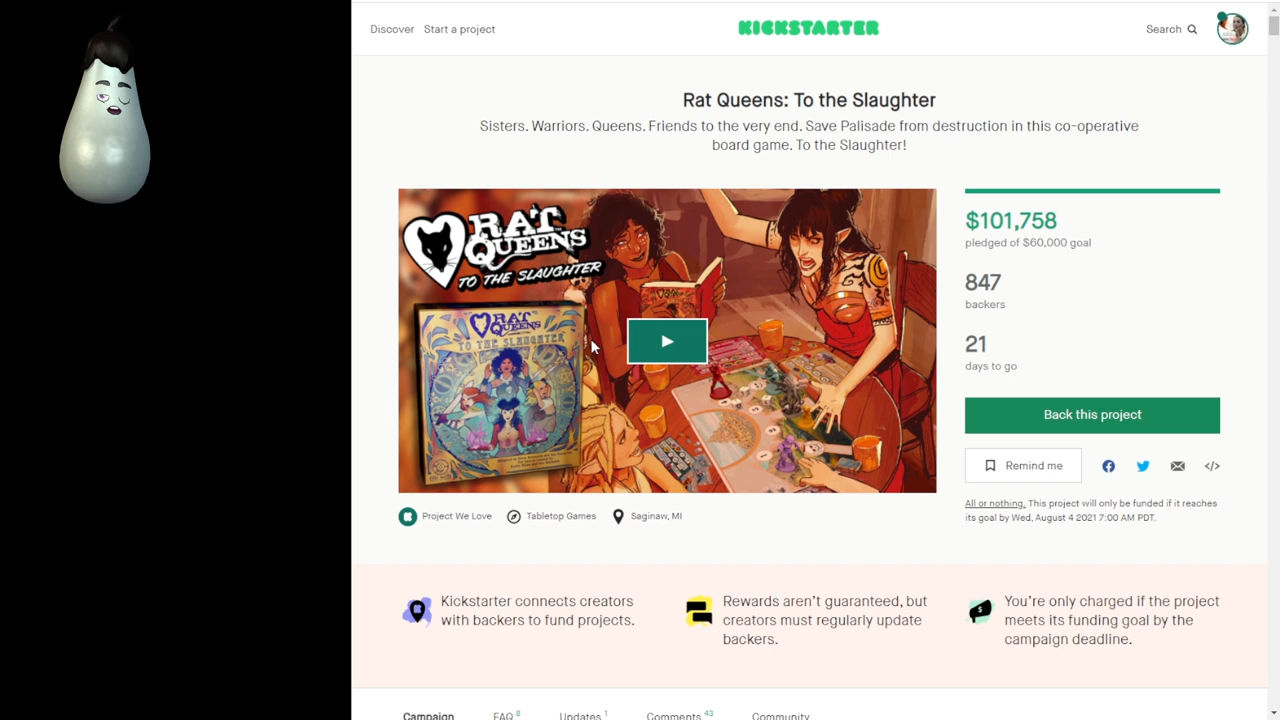 Discover Start a project
KICKSTARTER
Search
Rat Queens: To the Slaughter
Sisters. Warriors. Queens. Friends to the very end. Save Palisade from destruction in this co-operative
board game. To the Slaughter!
RAT
QUEENS
TO THE SLAUGHTER
RAT
QUEENS
TO THE SLAUGHTER
$101,758
pledged of $60,000 goal
847
backers
21
days to go
Back this project
Remind me
All or nothing. This project will only be funded if it reaches
its goal by Wed, August 4 2021 7:00 AM PDT.
Project We Love Tabletop Games Saginaw, MI
Kickstarter connects creators
with backers to fund projects.
Rewards aren't guaranteed, but
creators must regularly update
backers.
You're only charged if the project
meets its funding goal by the
campaign deadline.
Campaign FAQ 8 Updates 1 Comments 43 Community